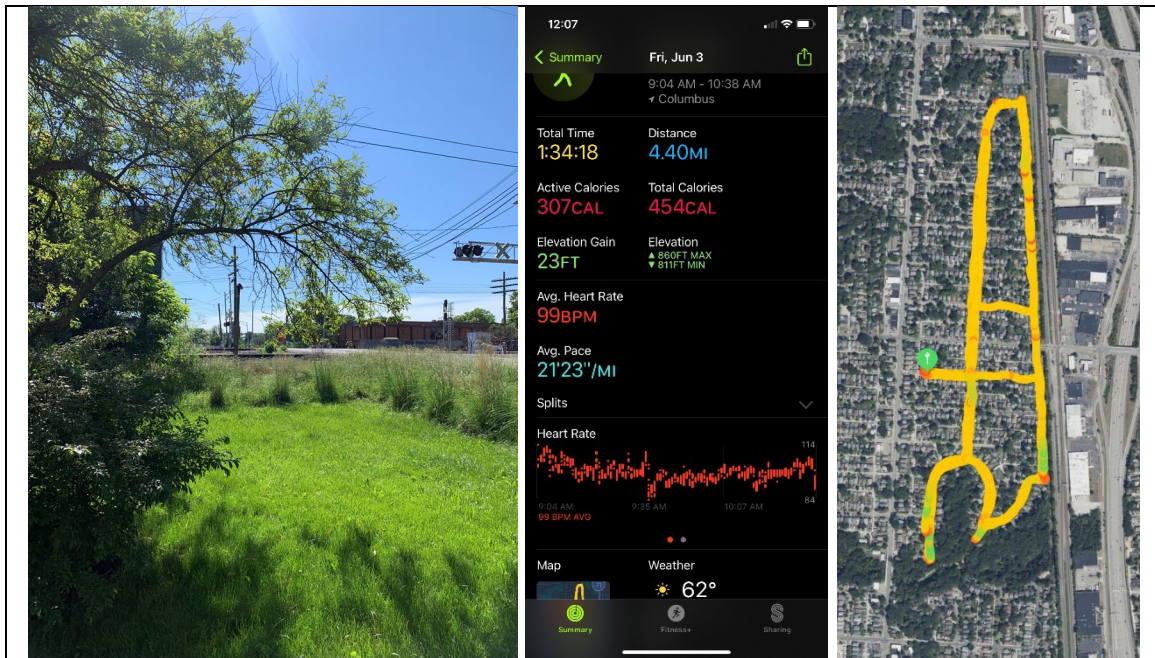 12:07
Summary
Fri, Jun 3
9:04 AM - 10:38 AM
Columbus
Total Time
Distance
1:34:18
4.40MI
Active Calories
Total Calories
307CAL
454CAL
Elevation Gain
Elevation
23FT
▲ 860FT MAX
▼ 811FT MIN
Avg. Heart Rate
99BPM
Avg. Pace
21'23"/MI
Splits
Heart Rate
114
84
9:04 AM
9:35 AM
10:07 AM
99 BPM AVG
Map
Weather
62°
Summary
Fitness+
Sharing